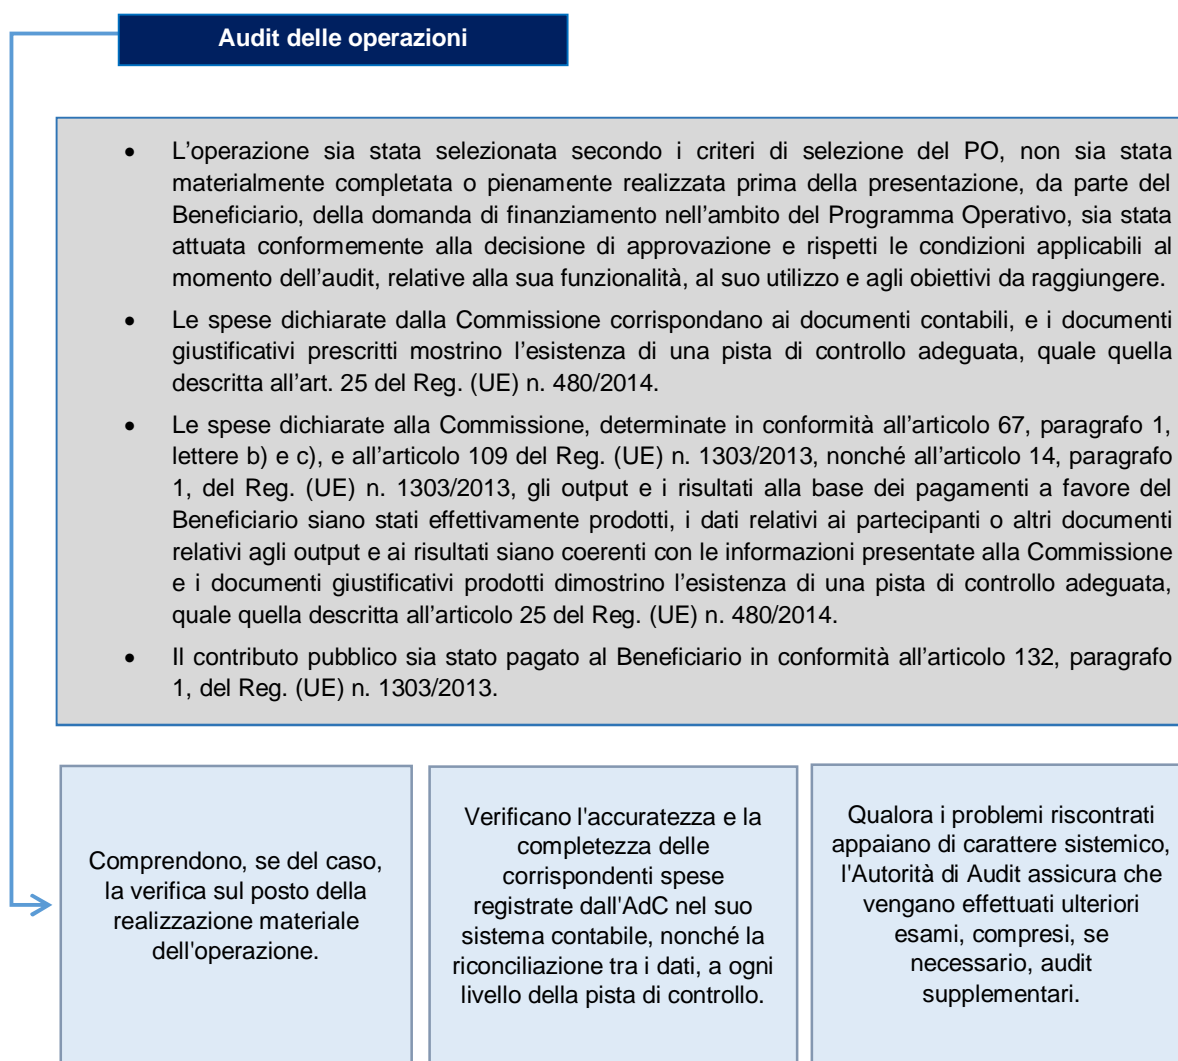 Audit delle operazioni
• L’operazione sia stata selezionata secondo i criteri di selezione del PO, non sia stata
materialmente completata o pienamente realizzata prima della presentazione, da parte del
Beneficiario, della domanda di finanziamento nell’ambito del Programma Operativo, sia stata
attuata conformemente alla decisione di approvazione e rispetti le condizioni applicabili al
momento dell’audit, relative alla sua funzionalità, al suo utilizzo e agli obiettivi da raggiungere.
• Le spese dichiarate dalla Commissione corrispondano ai documenti contabili, e i documenti
giustificativi prescritti mostrino l’esistenza di una pista di controllo adeguata, quale quella
descritta all’art. 25 del Reg. (UE) n. 480/2014.
• Le spese dichiarate alla Commissione, determinate in conformità all’articolo 67, paragrafo 1,
lettere b) e c), e all’articolo 109 del Reg. (UE) n. 1303/2013, nonché all’articolo 14, paragrafo
1, del Reg. (UE) n. 1303/2013, gli output e i risultati alla base dei pagamenti a favore del
Beneficiario siano stati effettivamente prodotti, i dati relativi ai partecipanti o altri documenti
relativi agli output e ai risultati siano coerenti con le informazioni presentate alla Commissione
e i documenti giustificativi prodotti dimostrino l’esistenza di una pista di controllo adeguata,
quale quella descritta all’articolo 25 del Reg. (UE) n. 480/2014.
• Il contributo pubblico sia stato pagato al Beneficiario in conformità all’articolo 132, paragrafo
1, del Reg. (UE) n. 1303/2013.
Comprendono, se del caso,
la verifica sul posto della
realizzazione materiale
dell'operazione.
Verificano l'accuratezza e la
completezza delle
corrispondenti spese
registrate dall'AdC nel suo
sistema contabile, nonché la
riconciliazione tra i dati, a ogni
livello della pista di controllo.
Qualora i problemi riscontrati
appaiano di carattere sistemico,
l'Autorità di Audit assicura che
vengano effettuati ulteriori
esami, compresi, se
necessario, audit
supplementari.